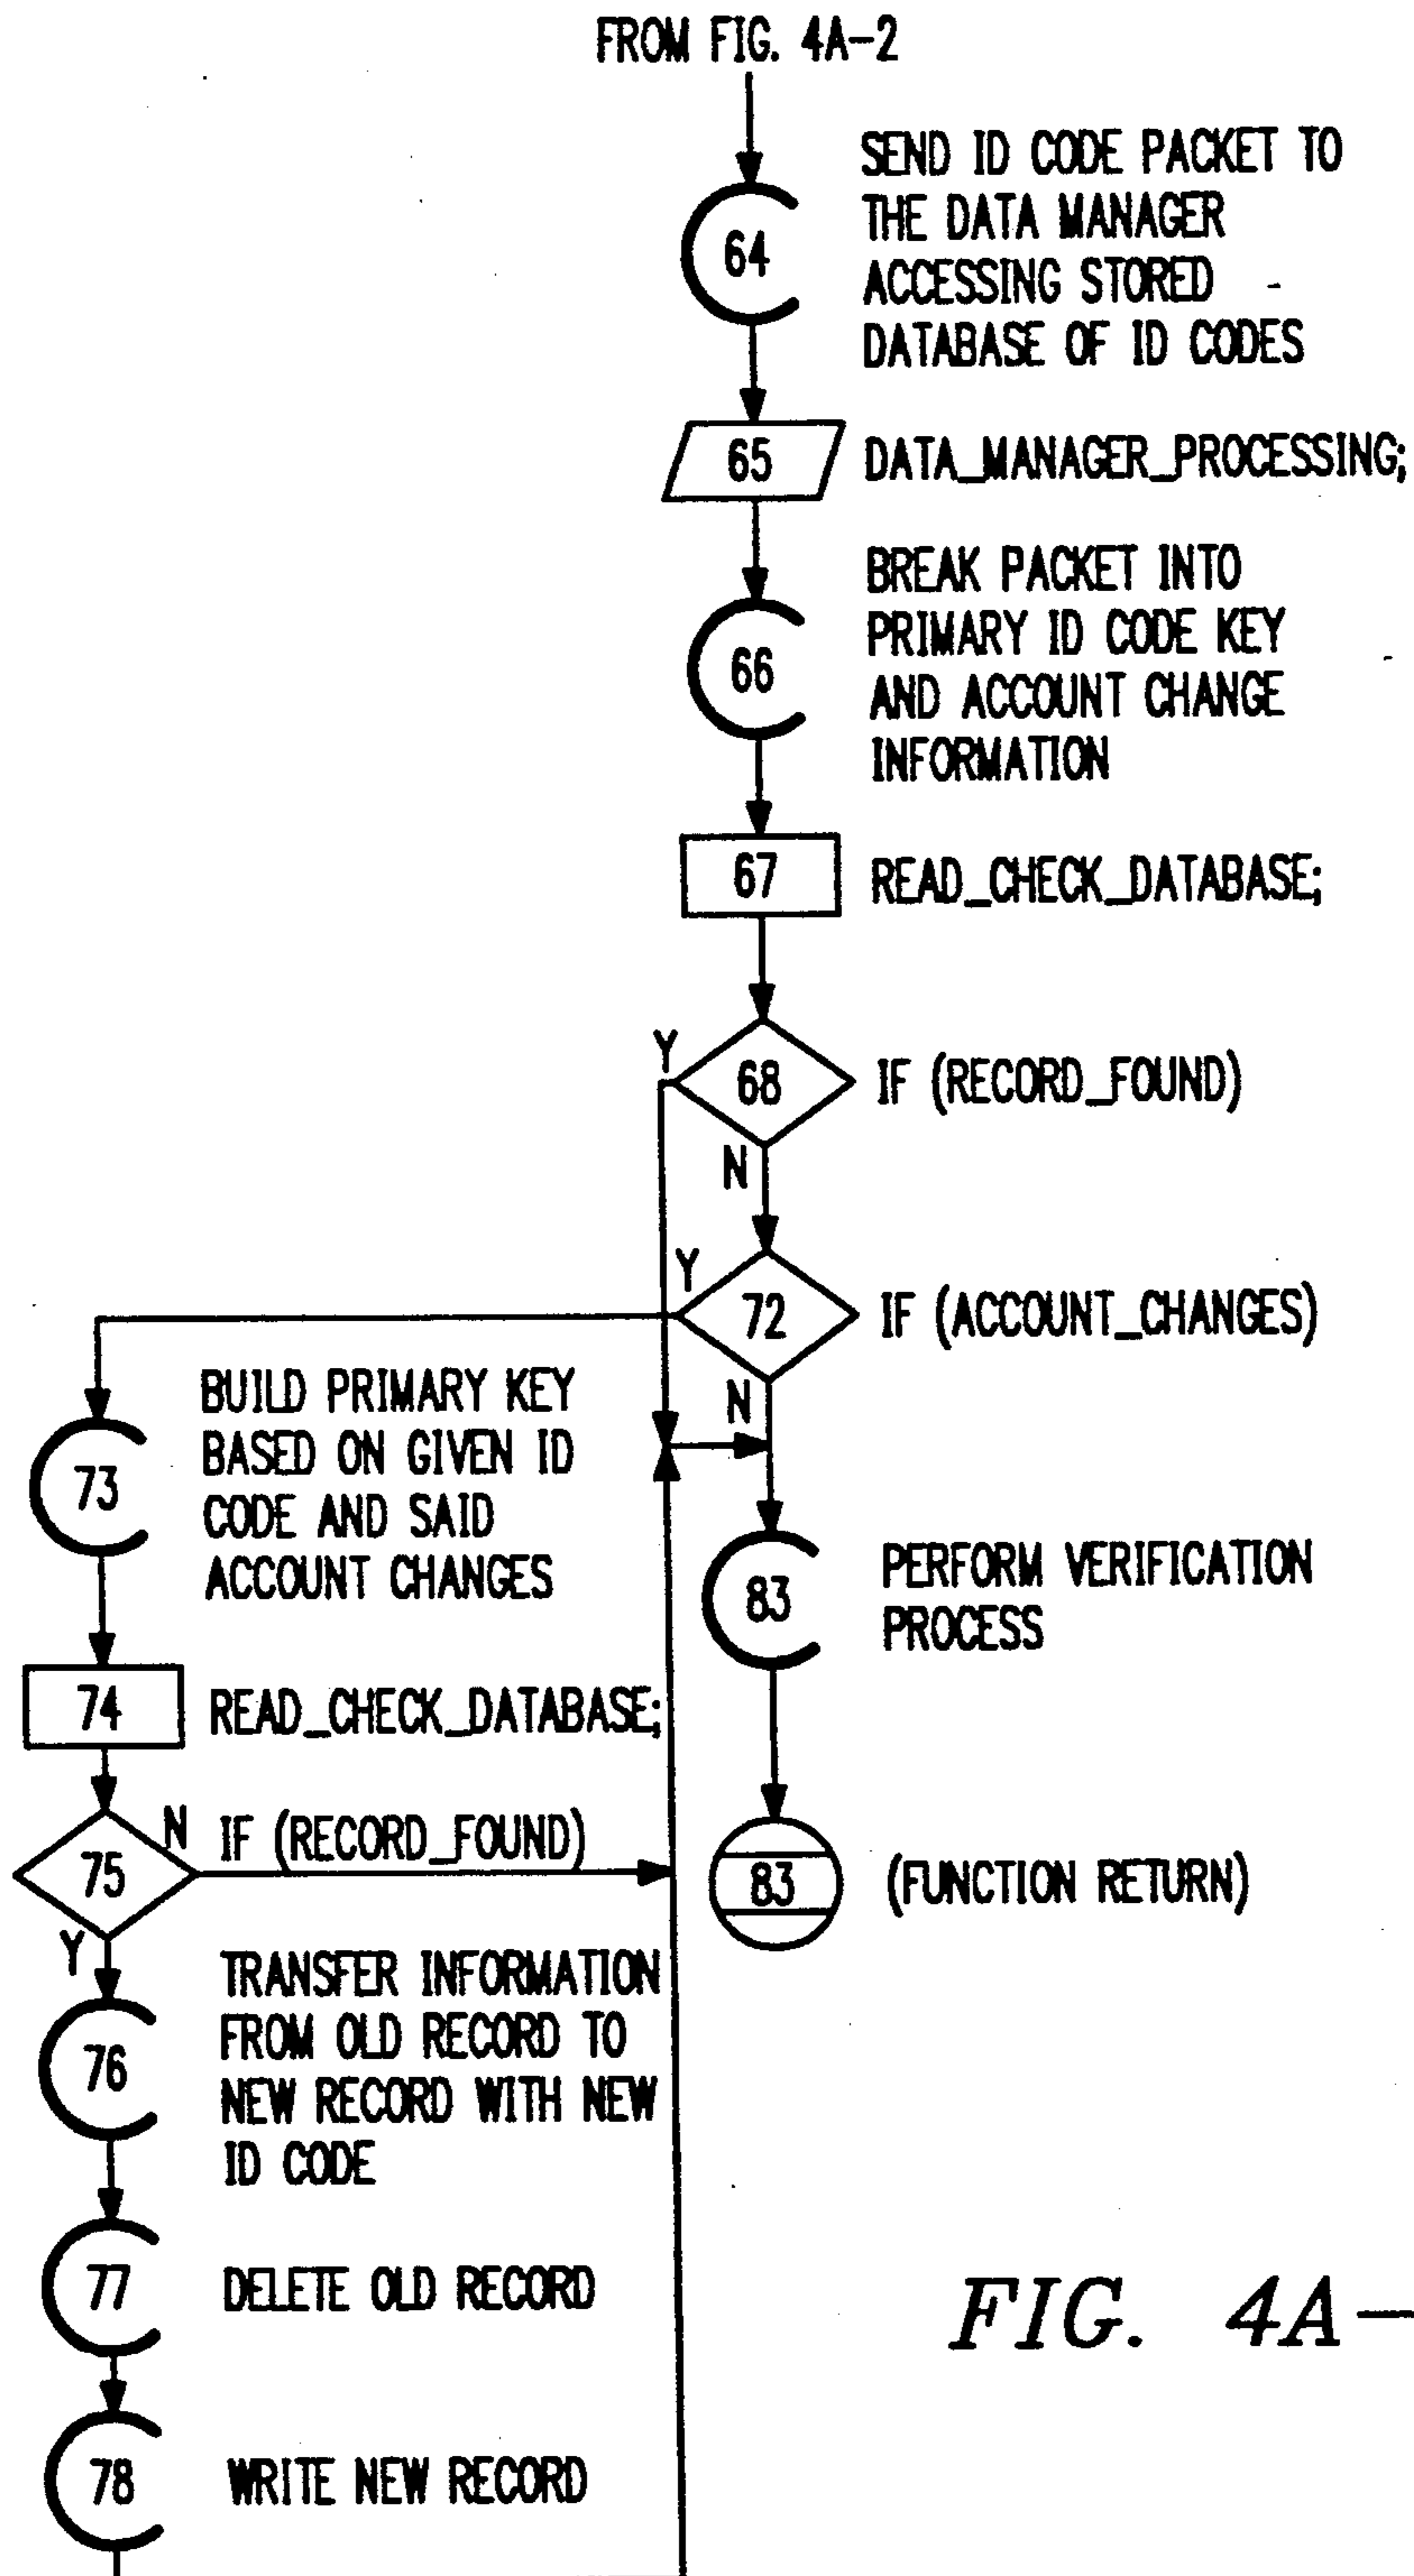 FROM FIG. 4A-2
64
SEND ID CODE PACKET TO
THE DATA MANAGER
ACCESSING STORED
DATABASE OF ID CODES
65
DATA_MANAGER_PROCESSING;
66
BREAK PACKET INTO
PRIMARY ID CODE KEY
AND ACCOUNT CHANGE
INFORMATION
67
READ_CHECK_DATABASE;
Y
68
IF (RECORD_FOUND)
N
Y
72
IF (ACCOUNT_CHANGES)
N
73
BUILD PRIMARY KEY
BASED ON GIVEN ID
CODE AND SAID
ACCOUNT CHANGES
83
PERFORM VERIFICATION
PROCESS
74
READ_CHECK_DATABASE;
75
N
IF (RECORD_FOUND)
Y
83
(FUNCTION RETURN)
76
TRANSFER INFORMATION
FROM OLD RECORD TO
NEW RECORD WITH NEW
ID CODE
77
DELETE OLD RECORD
78
WRITE NEW RECORD
FIG. 4A-